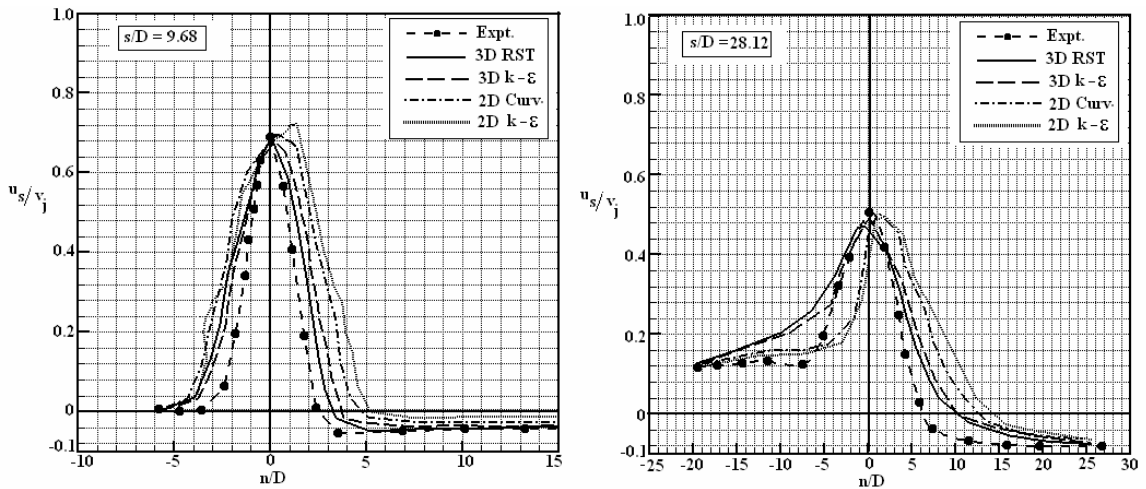 s/D = 9.68
Expt.
3D RST
3D k - ε
2D Curv.
2D k - ε
1.0
0.8
0.6
0.4
0.2
0
-0.1
u_s/v_j
-10
-5
0
5
10
15
n/D
s/D = 28.12
Expt.
3D RST
3D k - ε
2D Curv.
2D k - ε
1.0
0.8
0.6
0.4
0.2
0
-0.1
u_s/v_j
-25
-20
-15
-10
-5
0
5
10
15
20
25
30
n/D